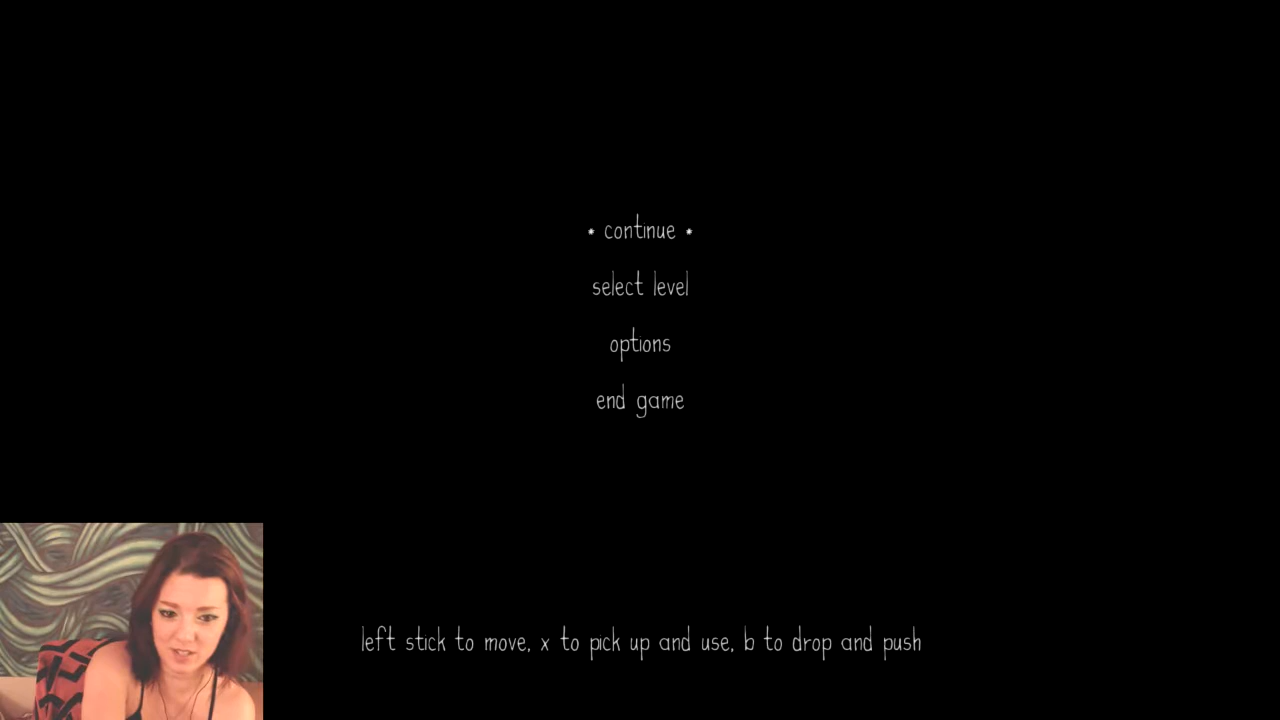 * continue *
select level
options
end game
left stick to move, x to pick up and use, b to drop and push